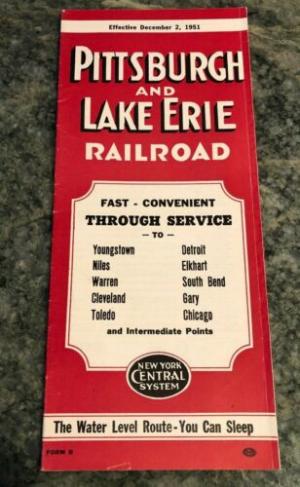 Effective December 2, 1951
PITTSBURGH
AND
LAKE ERIE
RAILROAD
FAST - CONVENIENT
THROUGH SERVICE
- TO -
Youngstown Detroit
Niles Elkhart
Warren South Bend
Cleveland Gary
Toledo Chicago
and Intermediate Points
NEW YORK
CENTRAL
SYSTEM
The Water Level Route - You Can Sleep